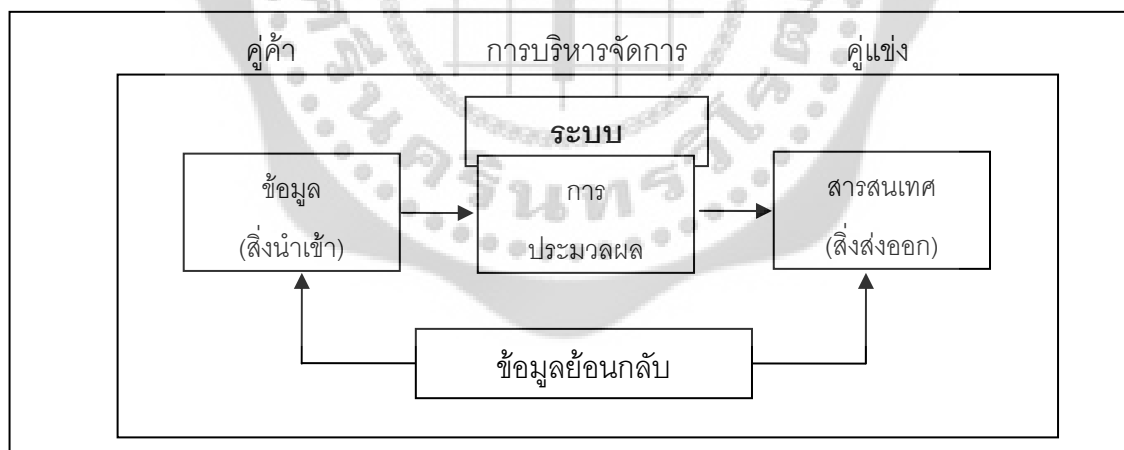 คู่ค้า การบริหารจัดการ คู่แข่ง
ระบบ
ข้อมูล
(สิ่งนำเข้า)
การ
ประมวลผล
สารสนเทศ
(สิ่งส่งออก)
ข้อมูลย้อนกลับ